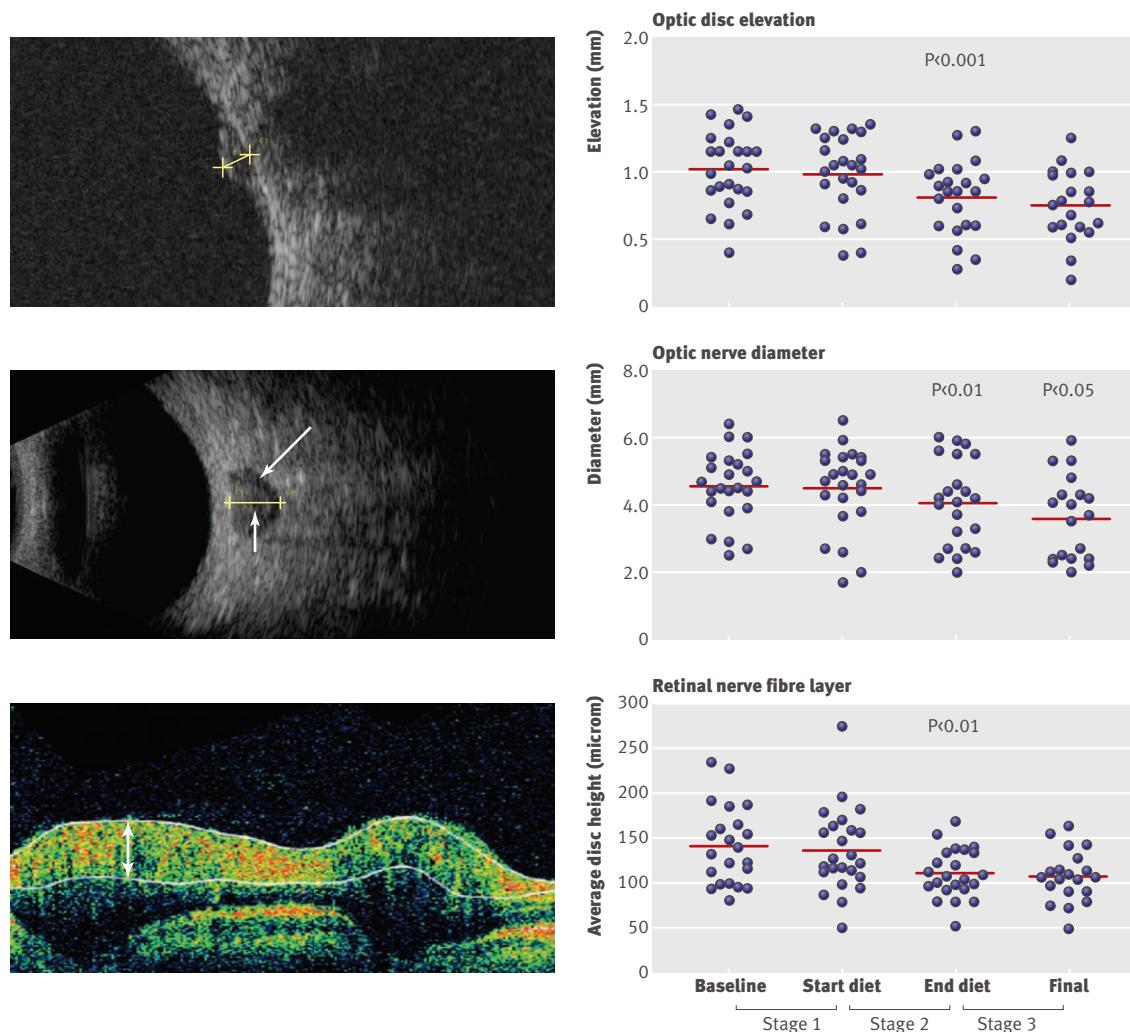 Optic disc elevation
Elevation (mm)
2.0
1.5
1.0
0.5
0
P<0.001
Optic nerve diameter
Diameter (mm)
8.0
6.0
4.0
2.0
0
P<0.01
P<0.05
Retinal nerve fibre layer
Average disc height (microm)
300
250
200
150
100
50
0
P<0.01
Baseline
Start diet
End diet
Final
Stage 1
Stage 2
Stage 3